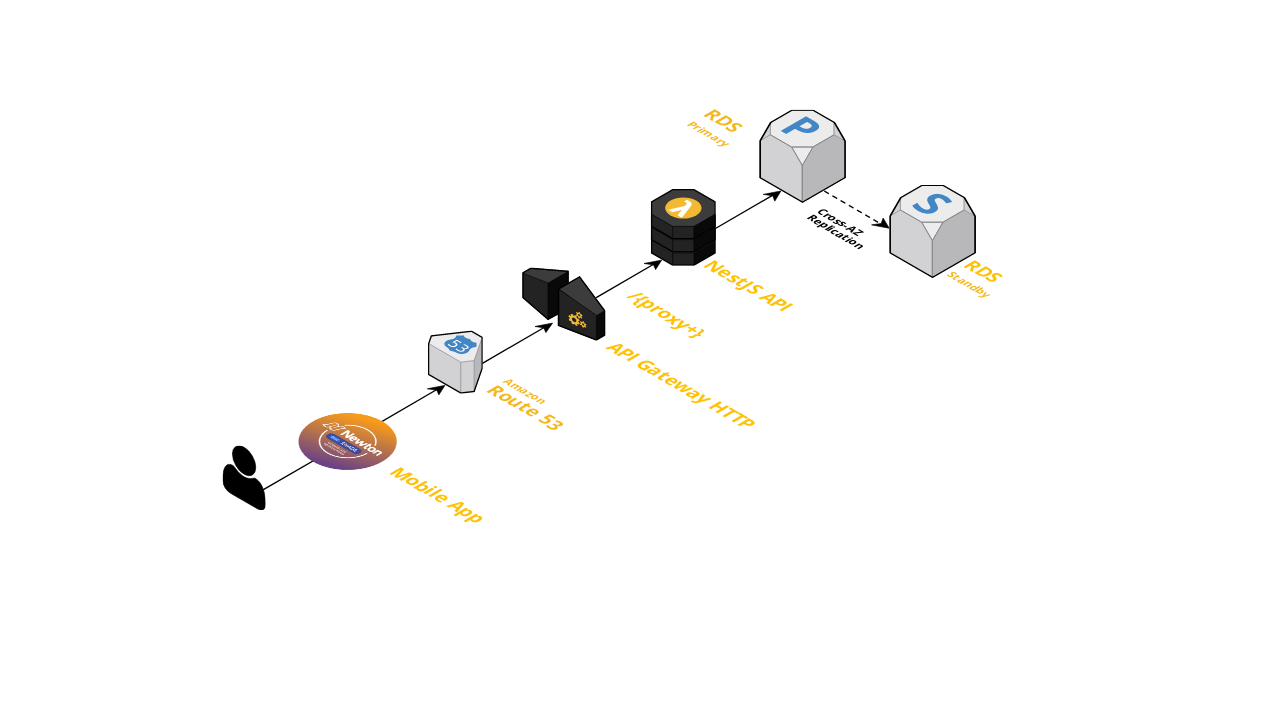 RDS
Primary
P
Cross-AZ
Replication
S
RDS
Standby
λ
NestJS API
/{proxy+}
API Gateway HTTP
53
Amazon
Route 53
Newton
Mobile App